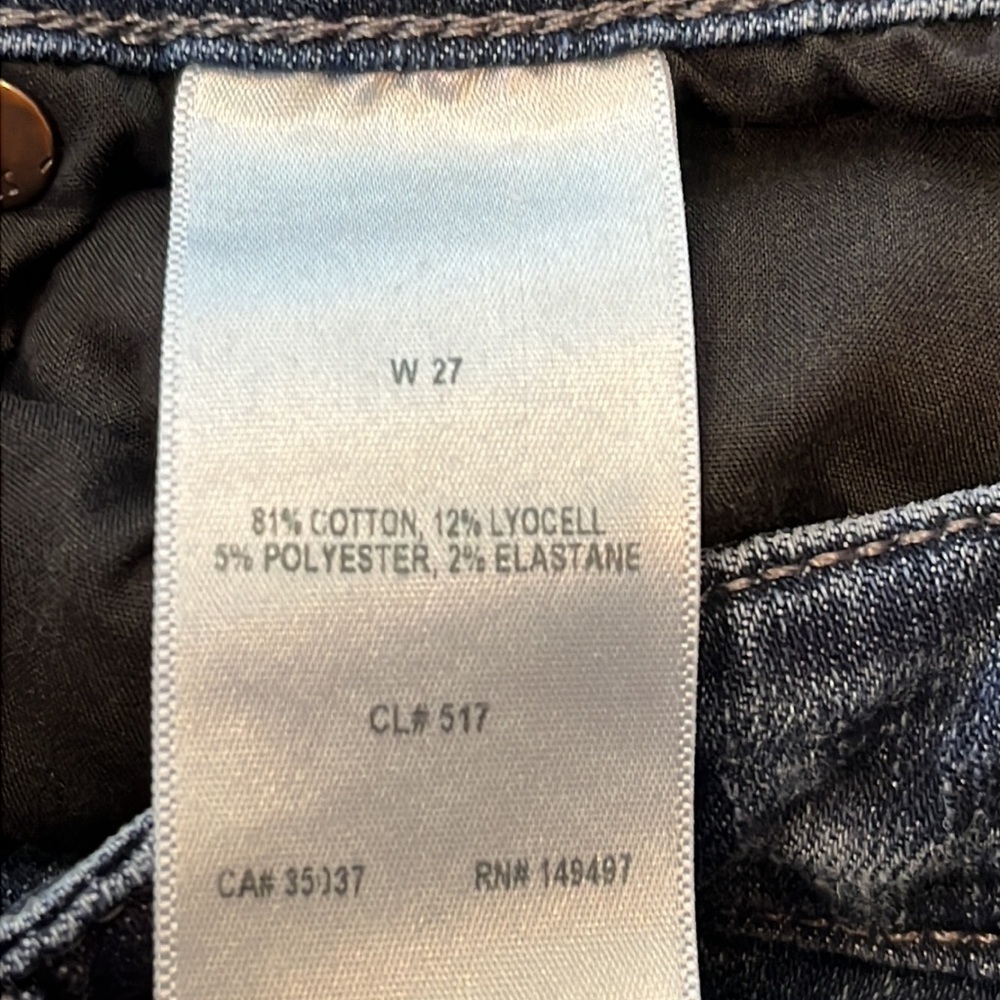 W 27
81% COTTON, 12% LYOCELL
5% POLYESTER, 2% ELASTANE
CL# 517
CA# 35037 RN# 149497